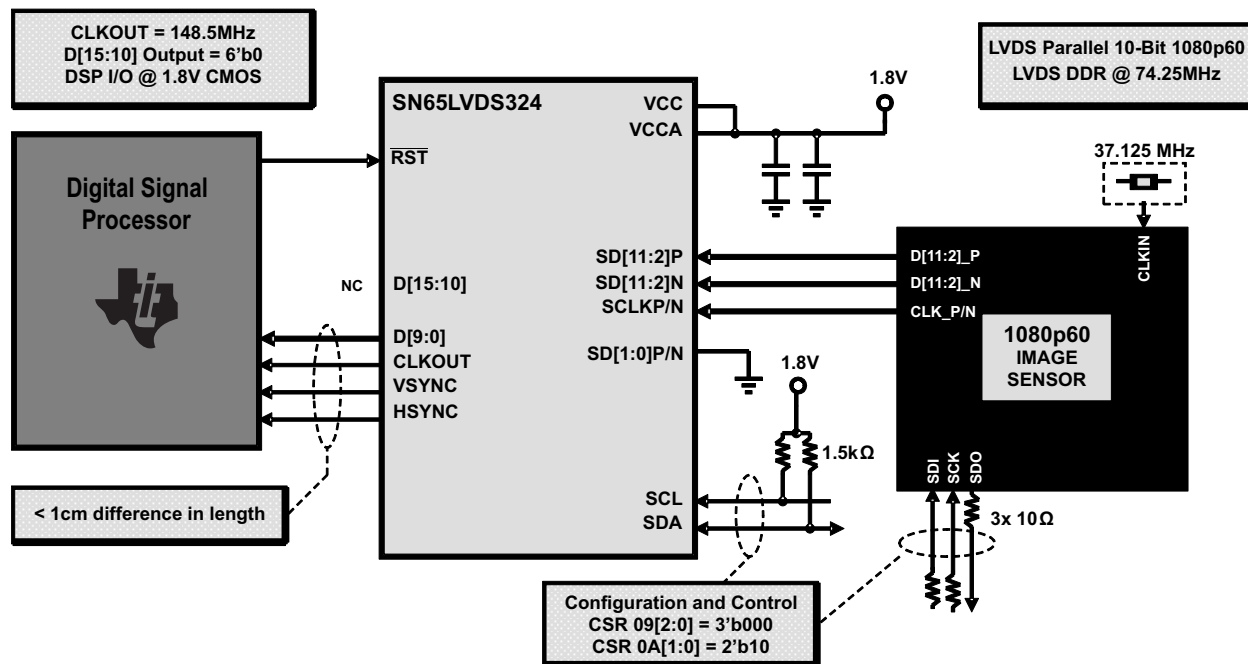 CLKOUT = 148.5MHz
D[15:10] Output = 6'b0
DSP I/O @ 1.8V CMOS
LVDS Parallel 10-Bit 1080p60
LVDS DDR @ 74.25MHz
SN65LVDS324
VCC
VCCA
1.8V
RST
Digital Signal
Processor
37.125 MHz
CLKIN
SD[11:2]P
SD[11:2]N
SCLKP/N
D[11:2]_P
D[11:2]_N
CLK_P/N
NC
D[15:10]
D[9:0]
CLKOUT
VSYNC
HSYNC
SD[1:0]P/N
1.8V
1080p60
IMAGE
SENSOR
1.5kΩ
SDI
SCK
SDO
SCL
SDA
3x 10Ω
< 1cm difference in length
Configuration and Control
CSR 09[2:0] = 3'b000
CSR 0A[1:0] = 2'b10